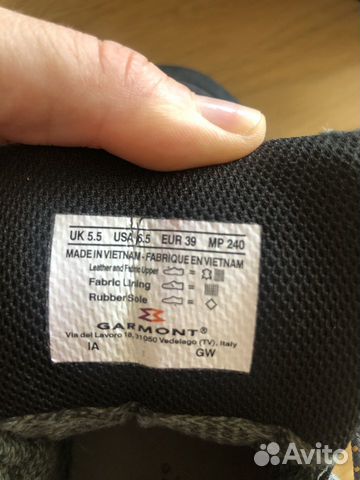 UK 5.5 USA 6.5 EUR 39 MP 240
MADE IN VIETNAM - FABRIQUE EN VIETNAM
Leather and Fabric Upper
Fabric Lining
Rubber Sole
GARMONT®
Via del Lavoro 18, 31050 Vedelago (TV), Italy
IA GW
Avito